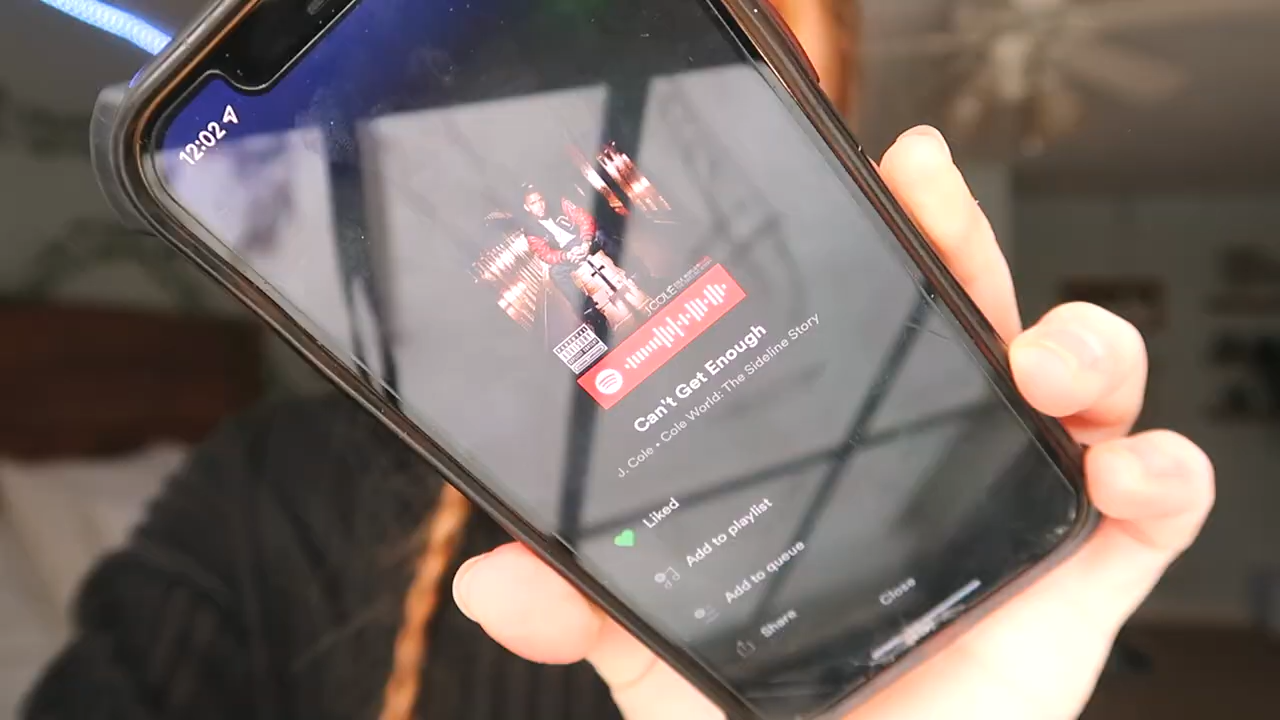 12:02
J.COLE
Can't Get Enough
J. Cole • Cole World: The Sideline Story
Liked
Add to playlist
Add to queue
Share
Close